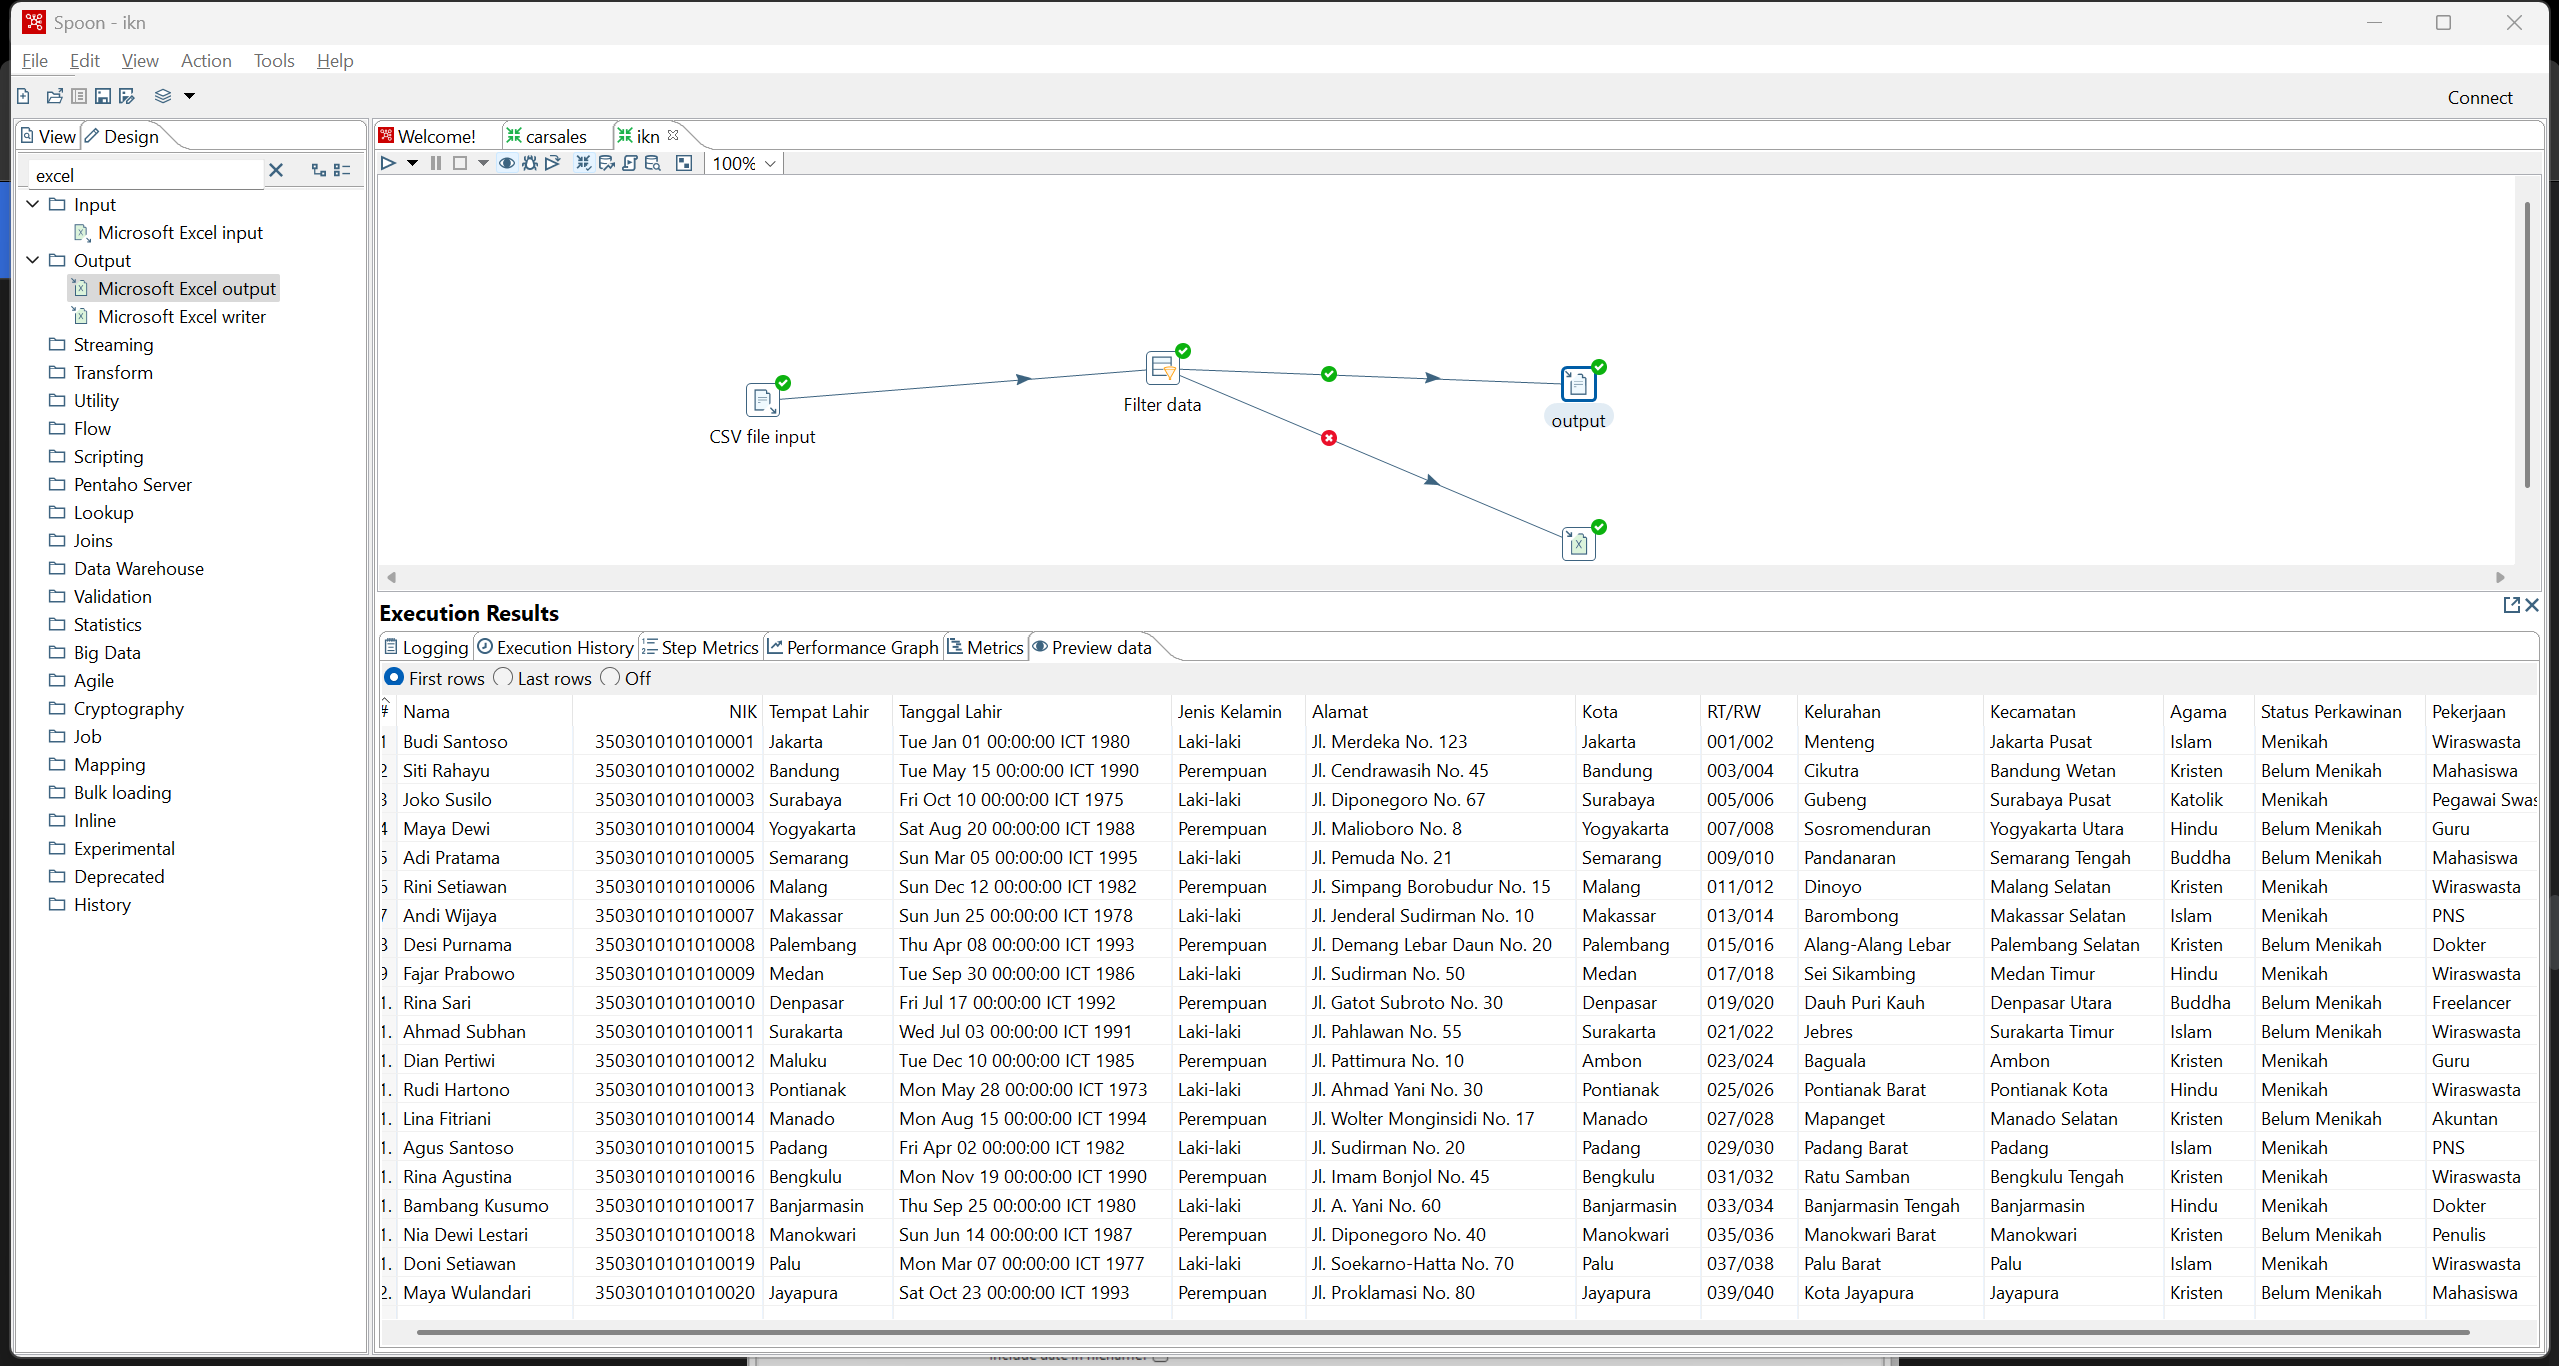 Spoon - ikn
File Edit View Action Tools Help
Connect
View Design
excel
Input
Microsoft Excel input
Output
Microsoft Excel output
Microsoft Excel writer
Streaming
Transform
Utility
Flow
Scripting
Pentaho Server
Lookup
Joins
Data Warehouse
Validation
Statistics
Big Data
Agile
Cryptography
Job
Mapping
Bulk loading
Inline
Experimental
Deprecated
History
Welcome! carsales ikn
100%
CSV file input
Filter data
output
Execution Results
Logging Execution History Step Metrics Performance Graph Metrics Preview data
First rows Last rows Off
# Nama NIK Tempat Lahir Tanggal Lahir Jenis Kelamin Alamat Kota RT/RW Kelurahan Kecamatan Agama Status Perkawinan Pekerjaan
1 Budi Santoso 3503010101010001 Jakarta Tue Jan 01 00:00:00 ICT 1980 Laki-laki Jl. Merdeka No. 123 Jakarta 001/002 Menteng Jakarta Pusat Islam Menikah Wiraswasta
2 Siti Rahayu 3503010101010002 Bandung Tue May 15 00:00:00 ICT 1990 Perempuan Jl. Cendrawasih No. 45 Bandung 003/004 Cikutra Bandung Wetan Kristen Belum Menikah Mahasiswa
3 Joko Susilo 3503010101010003 Surabaya Fri Oct 10 00:00:00 ICT 1975 Laki-laki Jl. Diponegoro No. 67 Surabaya 005/006 Gubeng Surabaya Pusat Katolik Menikah Pegawai Swas
4 Maya Dewi 3503010101010004 Yogyakarta Sat Aug 20 00:00:00 ICT 1988 Perempuan Jl. Malioboro No. 8 Yogyakarta 007/008 Sosromenduran Yogyakarta Utara Hindu Belum Menikah Guru
5 Adi Pratama 3503010101010005 Semarang Sun Mar 05 00:00:00 ICT 1995 Laki-laki Jl. Pemuda No. 21 Semarang 009/010 Pandanaran Semarang Tengah Buddha Belum Menikah Mahasiswa
6 Rini Setiawan 3503010101010006 Malang Sun Dec 12 00:00:00 ICT 1982 Perempuan Jl. Simpang Borobudur No. 15 Malang 011/012 Dinoyo Malang Selatan Kristen Menikah Wiraswasta
7 Andi Wijaya 3503010101010007 Makassar Sun Jun 25 00:00:00 ICT 1978 Laki-laki Jl. Jenderal Sudirman No. 10 Makassar 013/014 Barombong Makassar Selatan Islam Menikah PNS
8 Desi Purnama 3503010101010008 Palembang Thu Apr 08 00:00:00 ICT 1993 Perempuan Jl. Demang Lebar Daun No. 20 Palembang 015/016 Alang-Alang Lebar Palembang Selatan Kristen Belum Menikah Dokter
9 Fajar Prabowo 3503010101010009 Medan Tue Sep 30 00:00:00 ICT 1986 Laki-laki Jl. Sudirman No. 50 Medan 017/018 Sei Sikambing Medan Timur Hindu Menikah Wiraswasta
1. Rina Sari 3503010101010010 Denpasar Fri Jul 17 00:00:00 ICT 1992 Perempuan Jl. Gatot Subroto No. 30 Denpasar 019/020 Dauh Puri Kauh Denpasar Utara Buddha Belum Menikah Freelancer
1. Ahmad Subhan 3503010101010011 Surakarta Wed Jul 03 00:00:00 ICT 1991 Laki-laki Jl. Pahlawan No. 55 Surakarta 021/022 Jebres Surakarta Timur Islam Belum Menikah Wiraswasta
1. Dian Pertiwi 3503010101010012 Maluku Tue Dec 10 00:00:00 ICT 1985 Perempuan Jl. Pattimura No. 10 Ambon 023/024 Baguala Ambon Kristen Menikah Guru
1. Rudi Hartono 3503010101010013 Pontianak Mon May 28 00:00:00 ICT 1973 Laki-laki Jl. Ahmad Yani No. 30 Pontianak 025/026 Pontianak Barat Pontianak Kota Hindu Menikah Wiraswasta
1. Lina Fitriani 3503010101010014 Manado Mon Aug 15 00:00:00 ICT 1994 Perempuan Jl. Wolter Monginsidi No. 17 Manado 027/028 Mapanget Manado Selatan Kristen Belum Menikah Akuntan
1. Agus Santoso 3503010101010015 Padang Fri Apr 02 00:00:00 ICT 1982 Laki-laki Jl. Sudirman No. 20 Padang 029/030 Padang Barat Padang Islam Menikah PNS
1. Rina Agustina 3503010101010016 Bengkulu Mon Nov 19 00:00:00 ICT 1990 Perempuan Jl. Imam Bonjol No. 45 Bengkulu 031/032 Ratu Samban Bengkulu Tengah Kristen Menikah Wiraswasta
1. Bambang Kusumo 3503010101010017 Banjarmasin Thu Sep 25 00:00:00 ICT 1980 Laki-laki Jl. A. Yani No. 60 Banjarmasin 033/034 Banjarmasin Tengah Banjarmasin Hindu Menikah Dokter
1. Nia Dewi Lestari 3503010101010018 Manokwari Sun Jun 14 00:00:00 ICT 1987 Perempuan Jl. Diponegoro No. 40 Manokwari 035/036 Manokwari Barat Manokwari Kristen Belum Menikah Penulis
1. Doni Setiawan 3503010101010019 Palu Mon Mar 07 00:00:00 ICT 1977 Laki-laki Jl. Soekarno-Hatta No. 70 Palu 037/038 Palu Barat Palu Islam Menikah Wiraswasta
2. Maya Wulandari 3503010101010020 Jayapura Sat Oct 23 00:00:00 ICT 1993 Perempuan Jl. Proklamasi No. 80 Jayapura 039/040 Kota Jayapura Jayapura Kristen Belum Menikah Mahasiswa